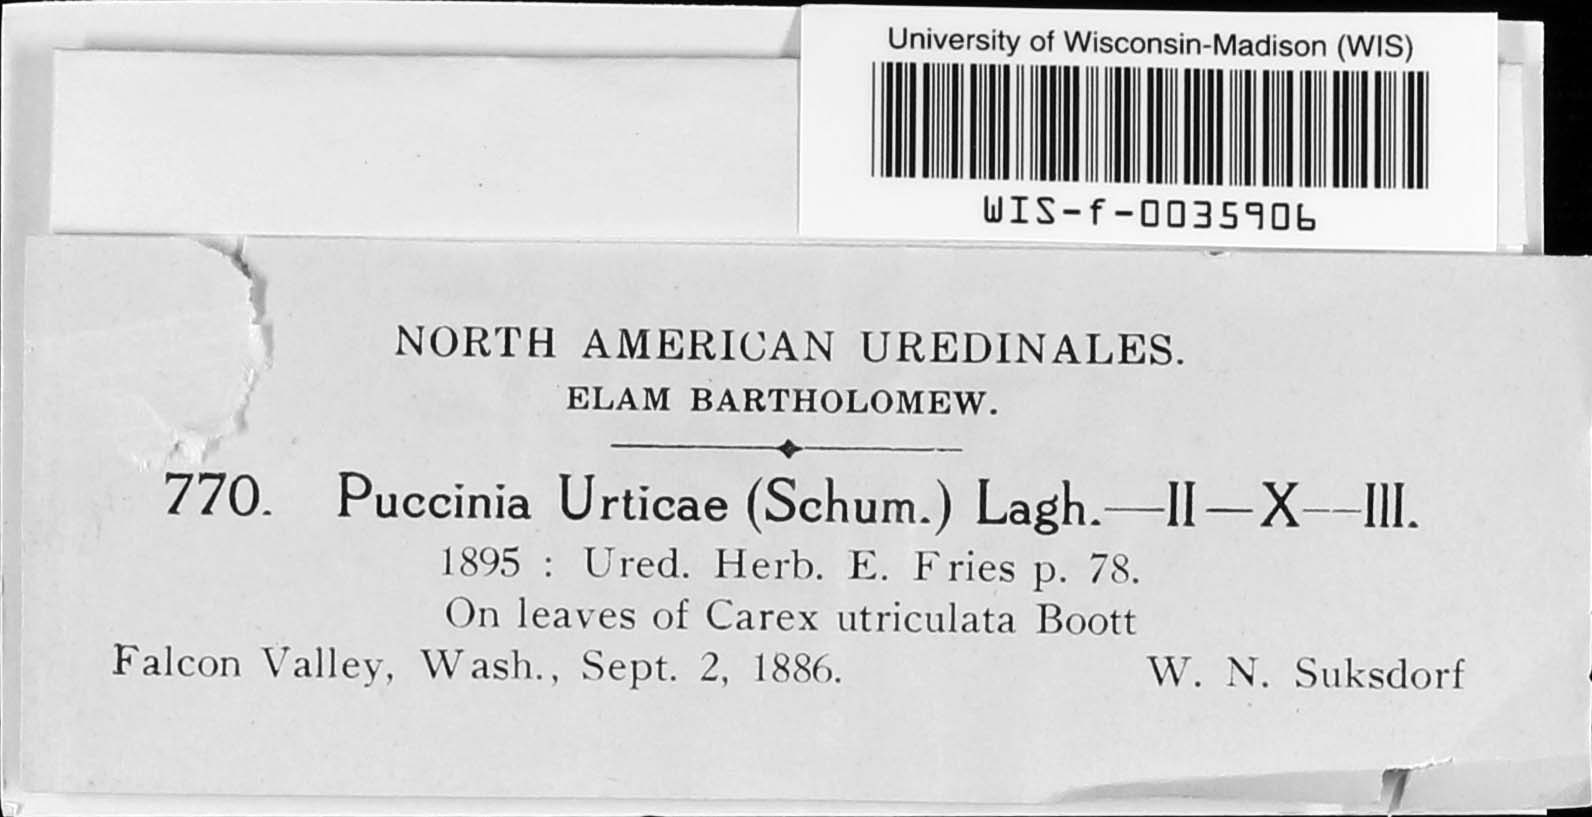 University of Wisconsin-Madison (WIS)
WIS-f-0035906
NORTH AMERICAN UREDINALES.
ELAM BARTHOLOMEW.
770. Puccinia Urticae (Schum.) Lagh.—II—X—III.
1895 : Ured. Herb. E. Fries p. 78.
On leaves of Carex utriculata Boott
Falcon Valley, Wash., Sept. 2, 1886. W. N. Suksdorf